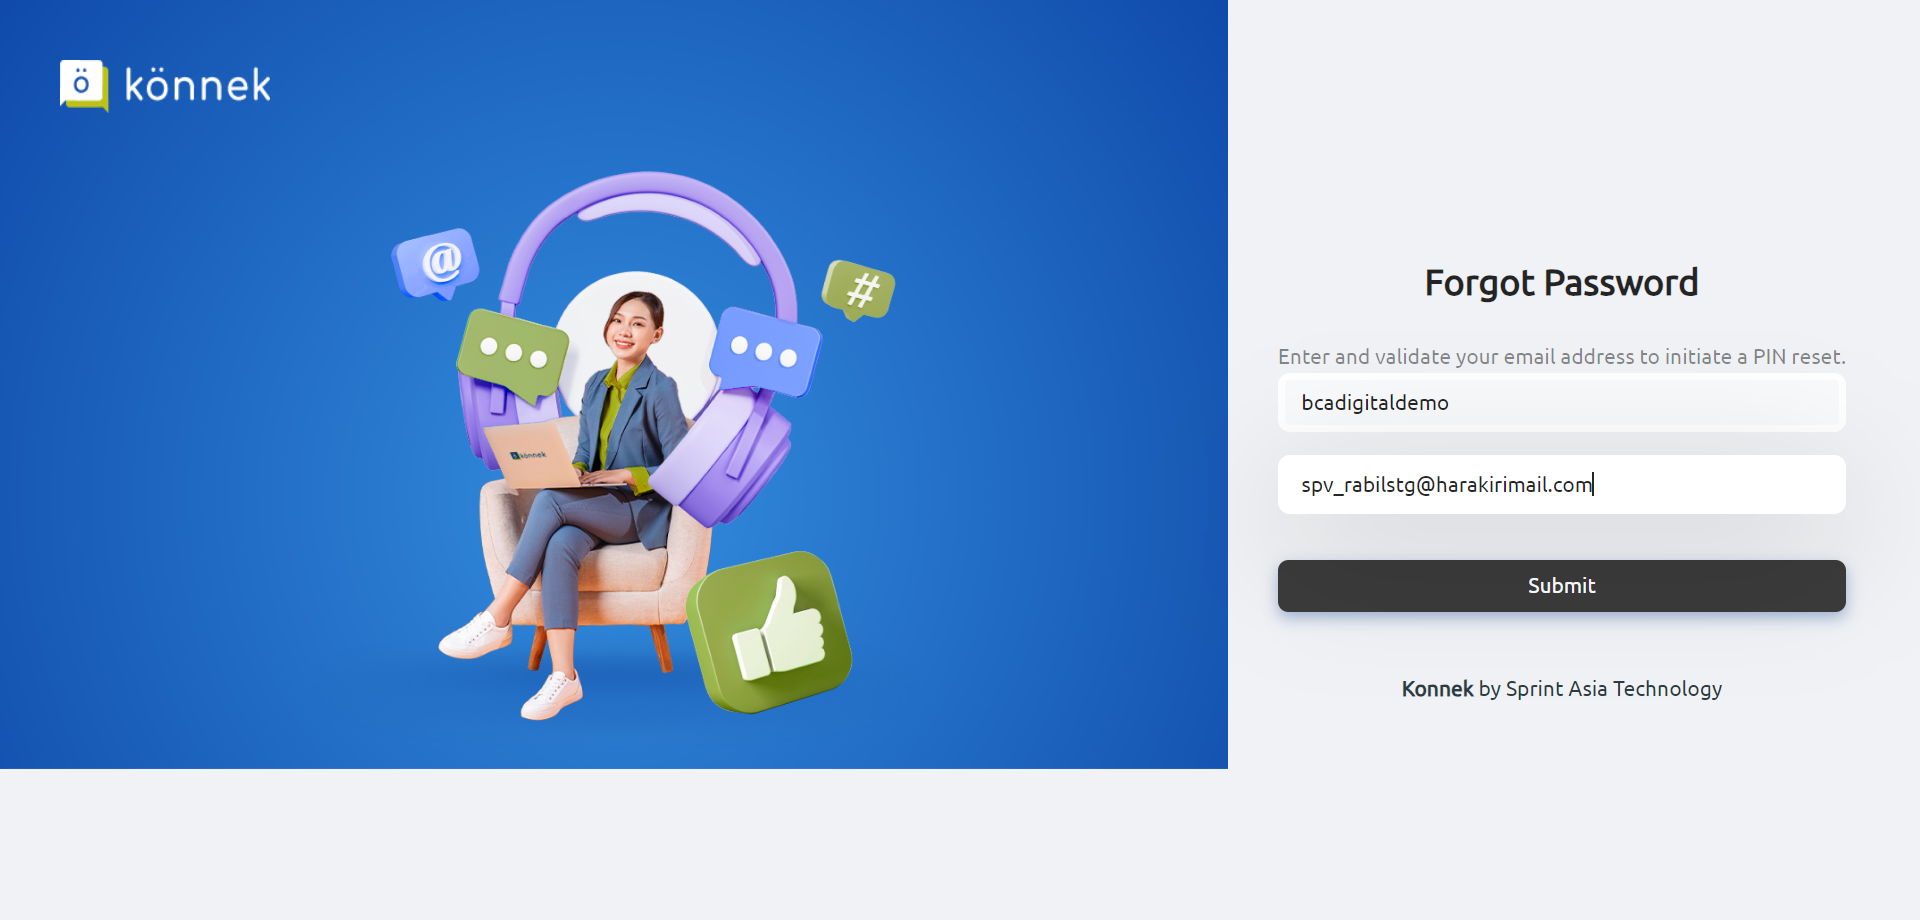 ö könnek
@
#
ö könnek
Forgot Password
Enter and validate your email address to initiate a PIN reset.
bcadigitaldemo
spv_rabilstg@harakirimail.com
Submit
Konnek by Sprint Asia Technology